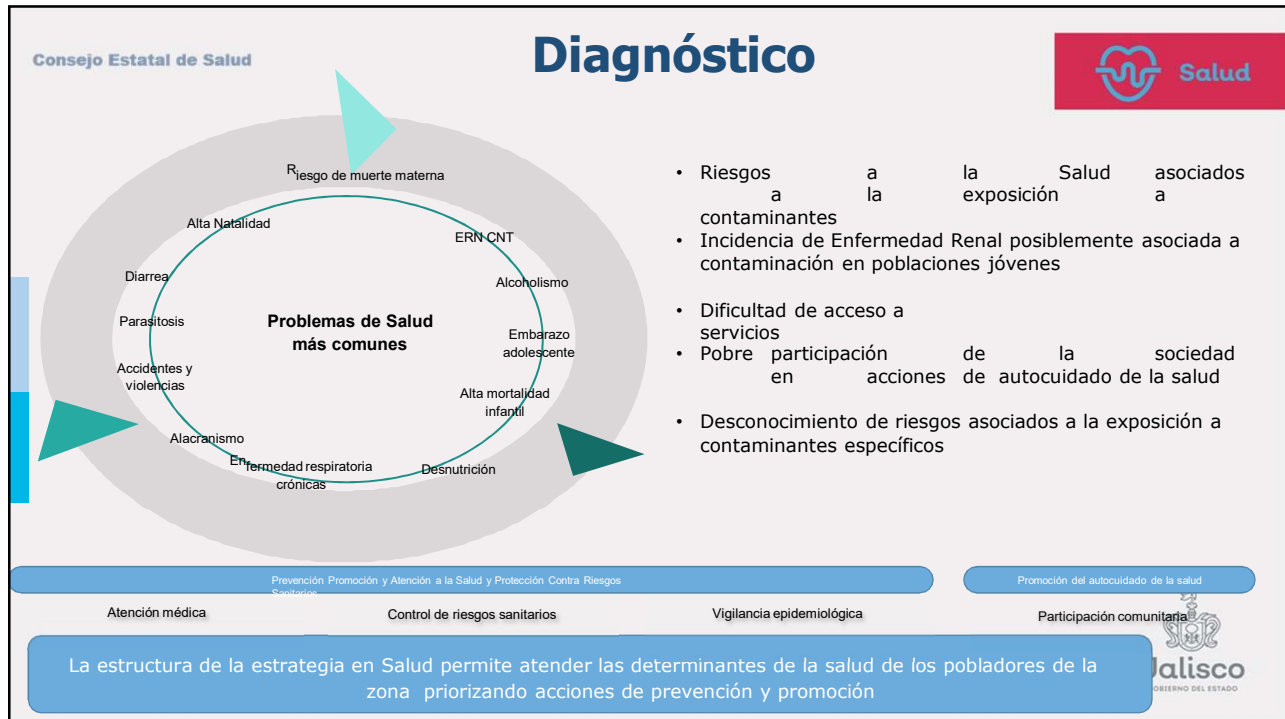 Consejo Estatal de Salud
Diagnóstico
Salud
Riesgo de muerte materna
Alta Natalidad
ERN CNT
Diarrea
Alcoholismo
Parasitosis
Problemas de Salud
más comunes
Embarazo
adolescente
Accidentes y
violencias
Alta mortalidad
infantil
Alacranismo
Enfermedad respiratoria
crónicas
Desnutrición
• Riesgos a la Salud asociados
a la exposición a
contaminantes
• Incidencia de Enfermedad Renal posiblemente asociada a
contaminación en poblaciones jóvenes
• Dificultad de acceso a
servicios
• Pobre participación de la sociedad
en acciones de autocuidado de la salud
• Desconocimiento de riesgos asociados a la exposición a
contaminantes específicos
Prevención Promoción y Atención a la Salud y Protección Contra Riesgos
Sanitarios
Promoción del autocuidado de la salud
Atención médica
Control de riesgos sanitarios
Vigilancia epidemiológica
Participación comunitaria
La estructura de la estrategia en Salud permite atender las determinantes de la salud de los pobladores de la
zona priorizando acciones de prevención y promoción
Jalisco
GOBIERNO DEL ESTADO